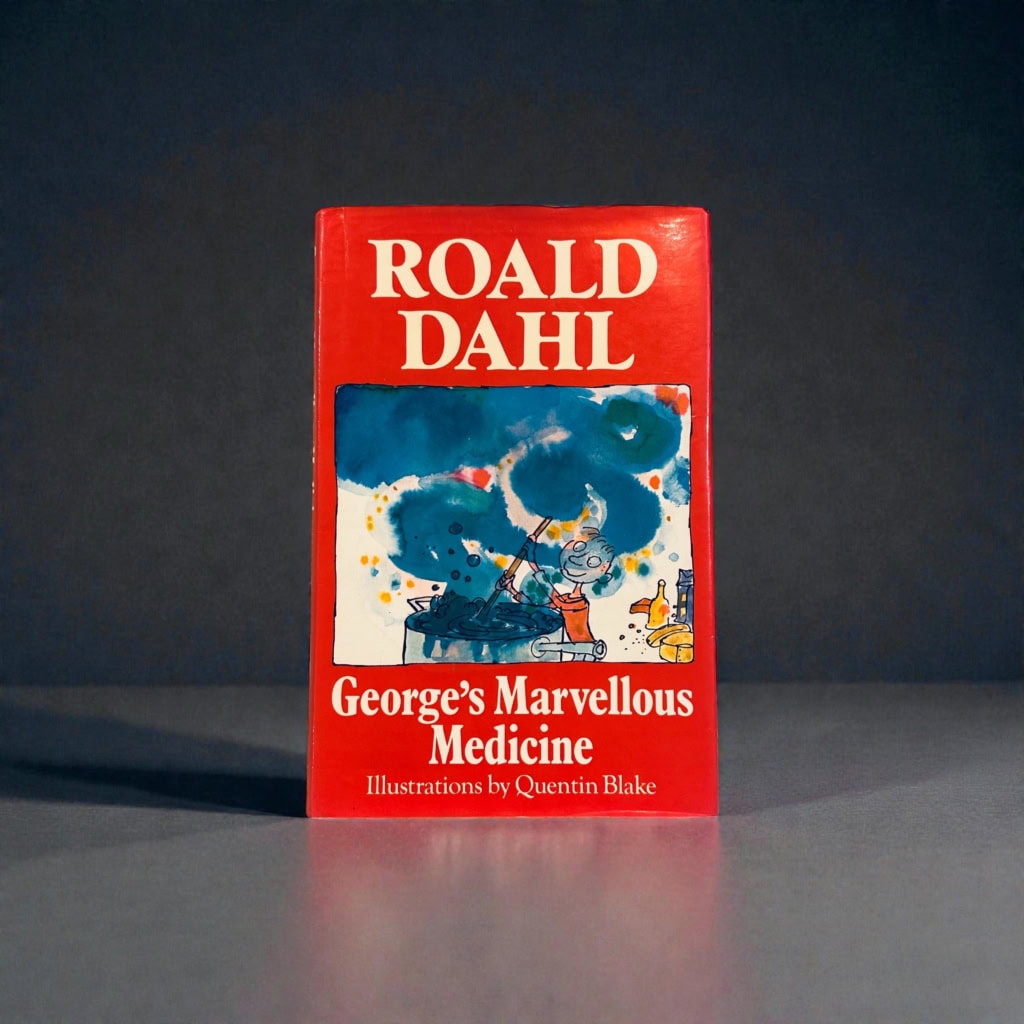 ROALD
DAHL
George's Marvellous
Medicine
Illustrations by Quentin Blake